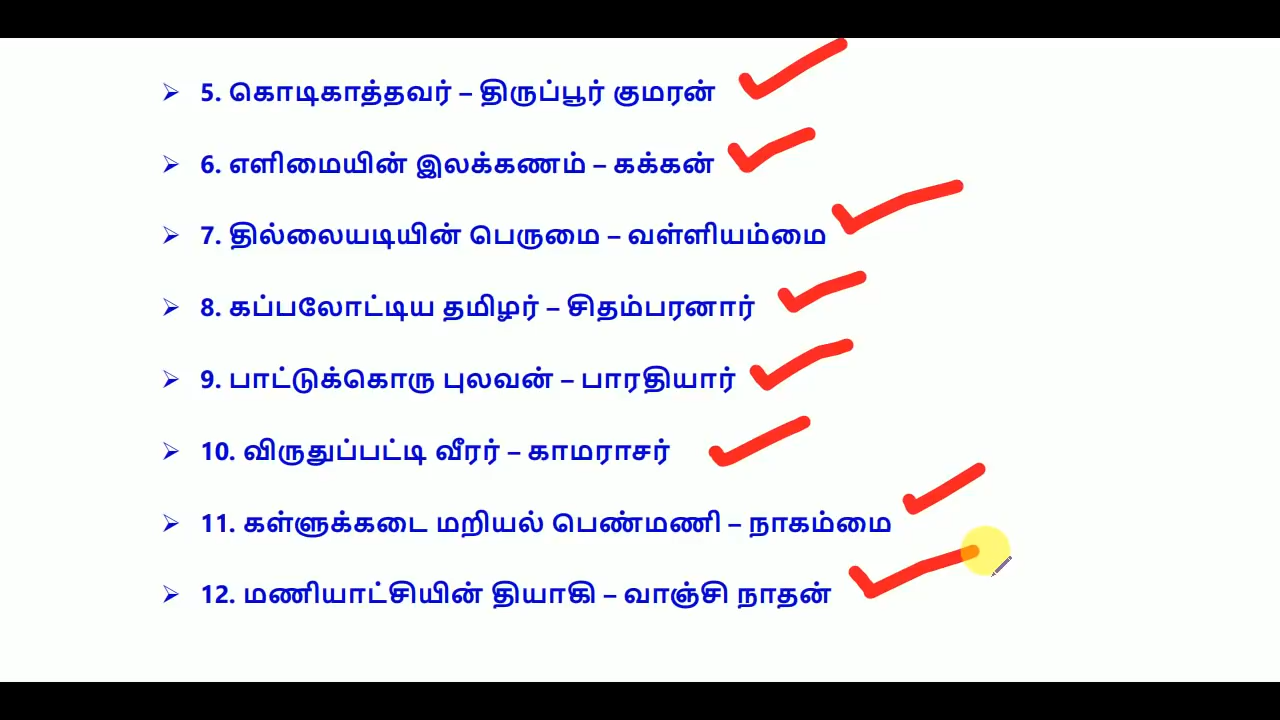 ➢ 5. கொடிகாத்தவர் – திருப்பூர் குமரன்
➢ 6. எளிமையின் இலக்கணம் – கக்கன்
➢ 7. தில்லையடியின் பெருமை – வள்ளியம்மை
➢ 8. கப்பலோட்டிய தமிழர் – சிதம்பரனார்
➢ 9. பாட்டுக்கொரு புலவன் – பாரதியார்
➢ 10. விருதுப்பட்டி வீரர் – காமராசர்
➢ 11. கள்ளுக்கடை மறியல் பெண்மணி – நாகம்மை
➢ 12. மணியாட்சியின் தியாகி – வாஞ்சி நாதன்